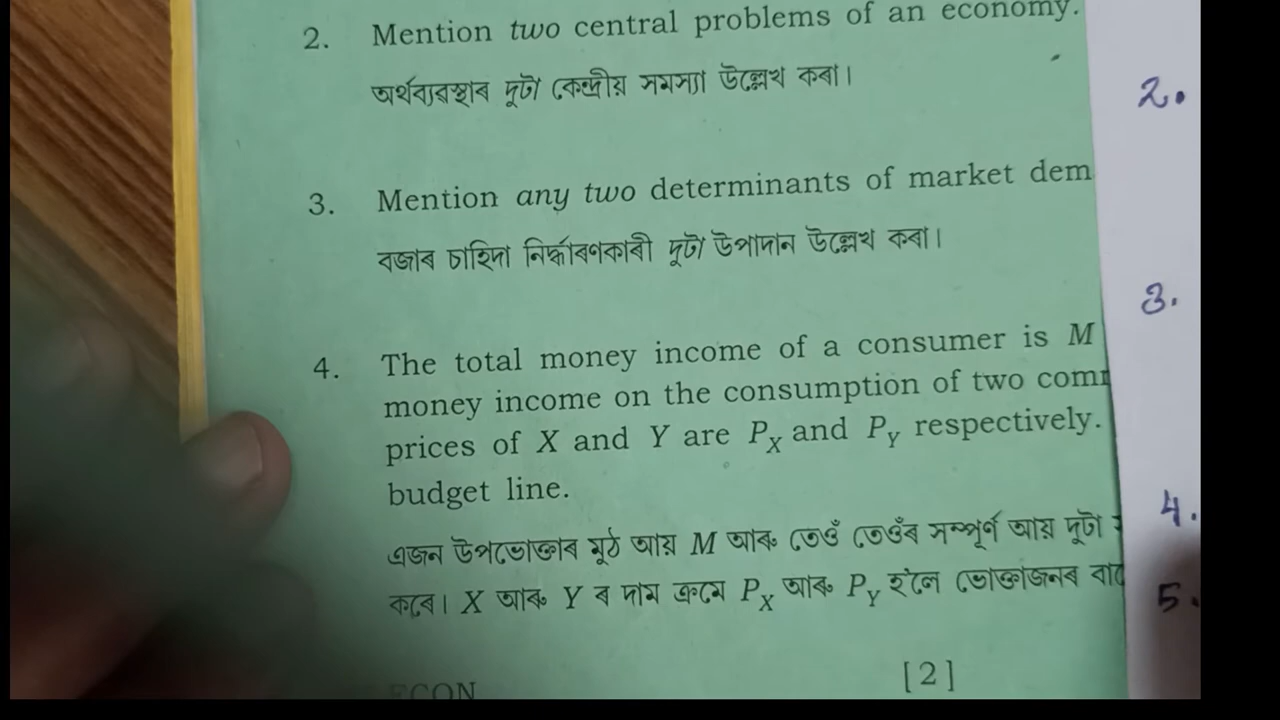 2. Mention two central problems of an economy.
অৰ্থব্যৱস্থাৰ দুটা কেন্দ্ৰীয় সমস্যা উল্লেখ কৰা।
2.
3. Mention any two determinants of market dem
বজাৰ চাহিদা নিৰ্দ্ধাৰণকাৰী দুটা উপাদান উল্লেখ কৰা।
3.
4. The total money income of a consumer is M
money income on the consumption of two com
prices of X and Y are PX and PY respectively.
budget line.
এজন উপভোক্তাৰ মুঠ আয় M আৰু তেওঁ তেওঁৰ সম্পূৰ্ণ আয় দুটা
4.
কৰে। X আৰু Y ৰ দাম ক্ৰমে PX আৰু PY হ'লে ভোক্তাজনৰ
5.
ECON [2]